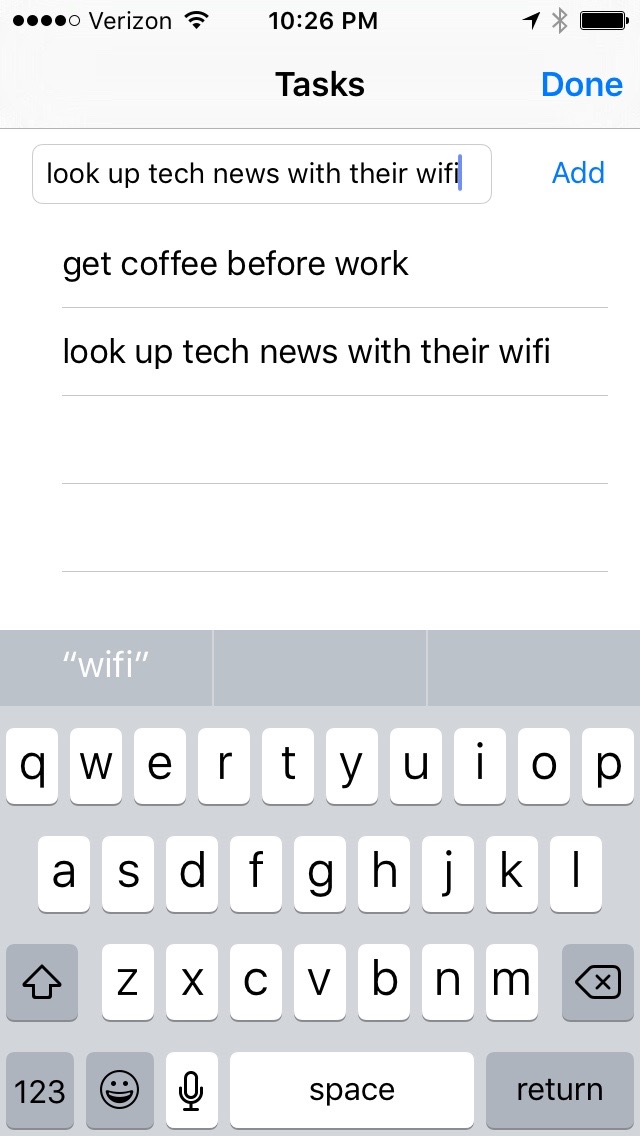 Verizon 10:26 PM
Tasks Done
look up tech news with their wifi Add
get coffee before work
look up tech news with their wifi
“wifi”
q w e r t y u i o p
a s d f g h j k l
z x c v b n m
123 space return